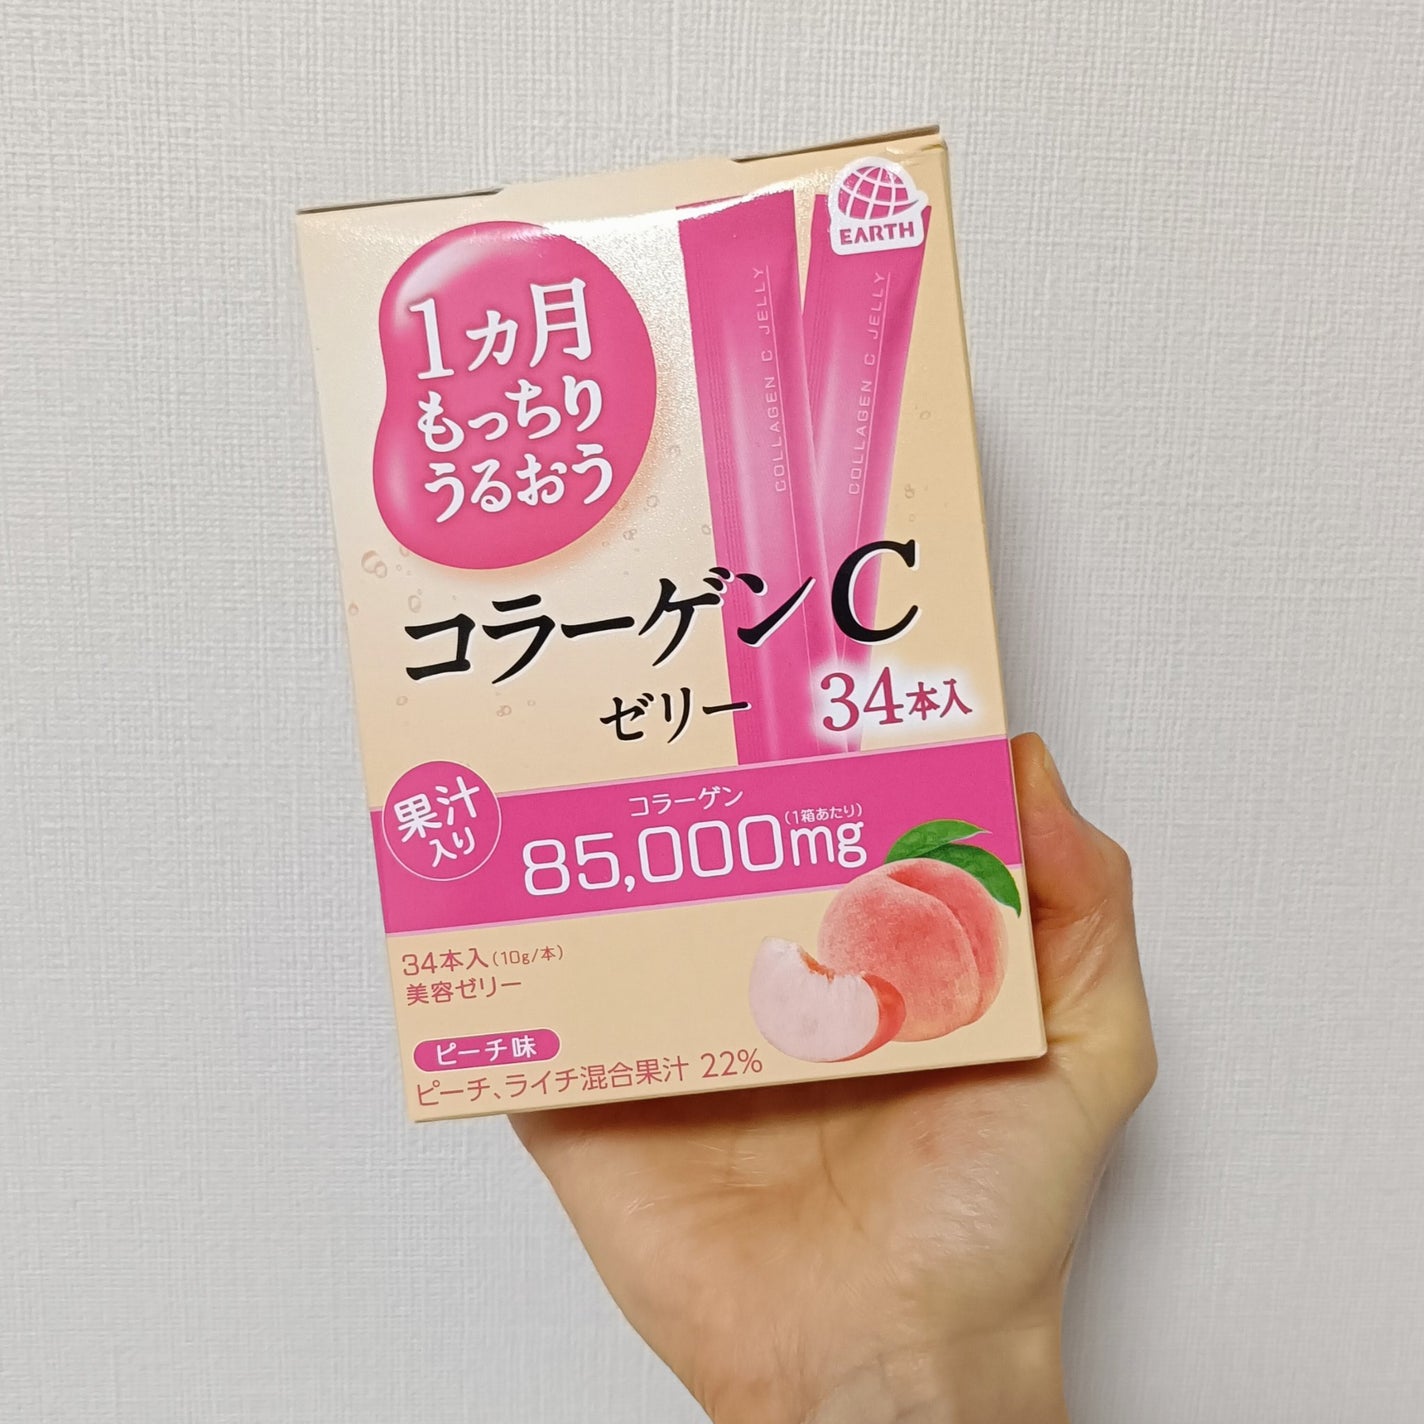 EARTH
1ヵ月
もっちり
うるおう
COLLAGEN C JELLY
COLLAGEN C JELLY
コラーゲンC
ゼリー
34本入
果汁
入り
コラーゲン
(1箱あたり)
85,000mg
34本入(10g/本)
美容ゼリー
ピーチ味
ピーチ、ライチ混合果汁 22%